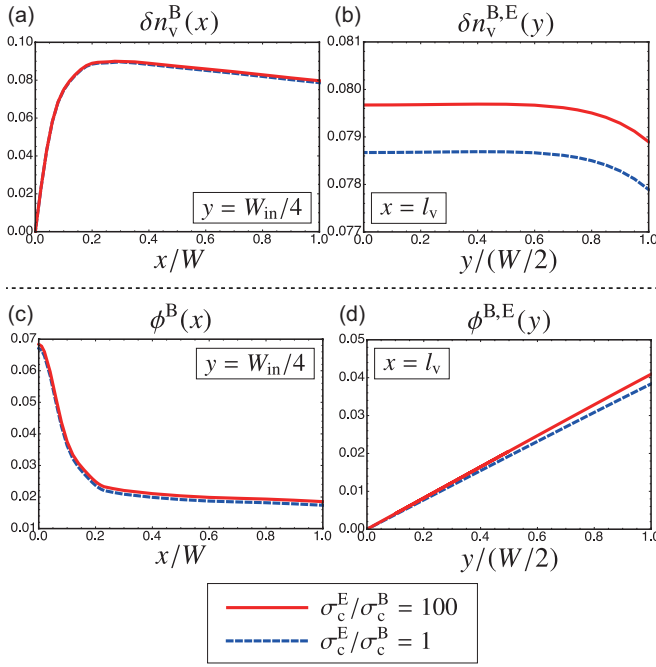 (a) δn_v^B(x)
0.10
0.08
0.06
0.04
0.02
0.00
y = W_in/4
0.0 0.2 0.4 0.6 0.8 1.0
x/W
(b) δn_v^{B,E}(y)
0.081
0.080
0.079
0.078
0.077
x = l_v
0.0 0.2 0.4 0.6 0.8 1.0
y/(W/2)
(c) ϕ^B(x)
0.07
0.06
0.05
0.04
0.03
0.02
0.01
y = W_in/4
0.0 0.2 0.4 0.6 0.8 1.0
x/W
(d) ϕ^{B,E}(y)
0.05
0.04
0.03
0.02
0.01
0.00
x = l_v
0.0 0.2 0.4 0.6 0.8 1.0
y/(W/2)
σ_c^E/σ_c^B = 100
σ_c^E/σ_c^B = 1